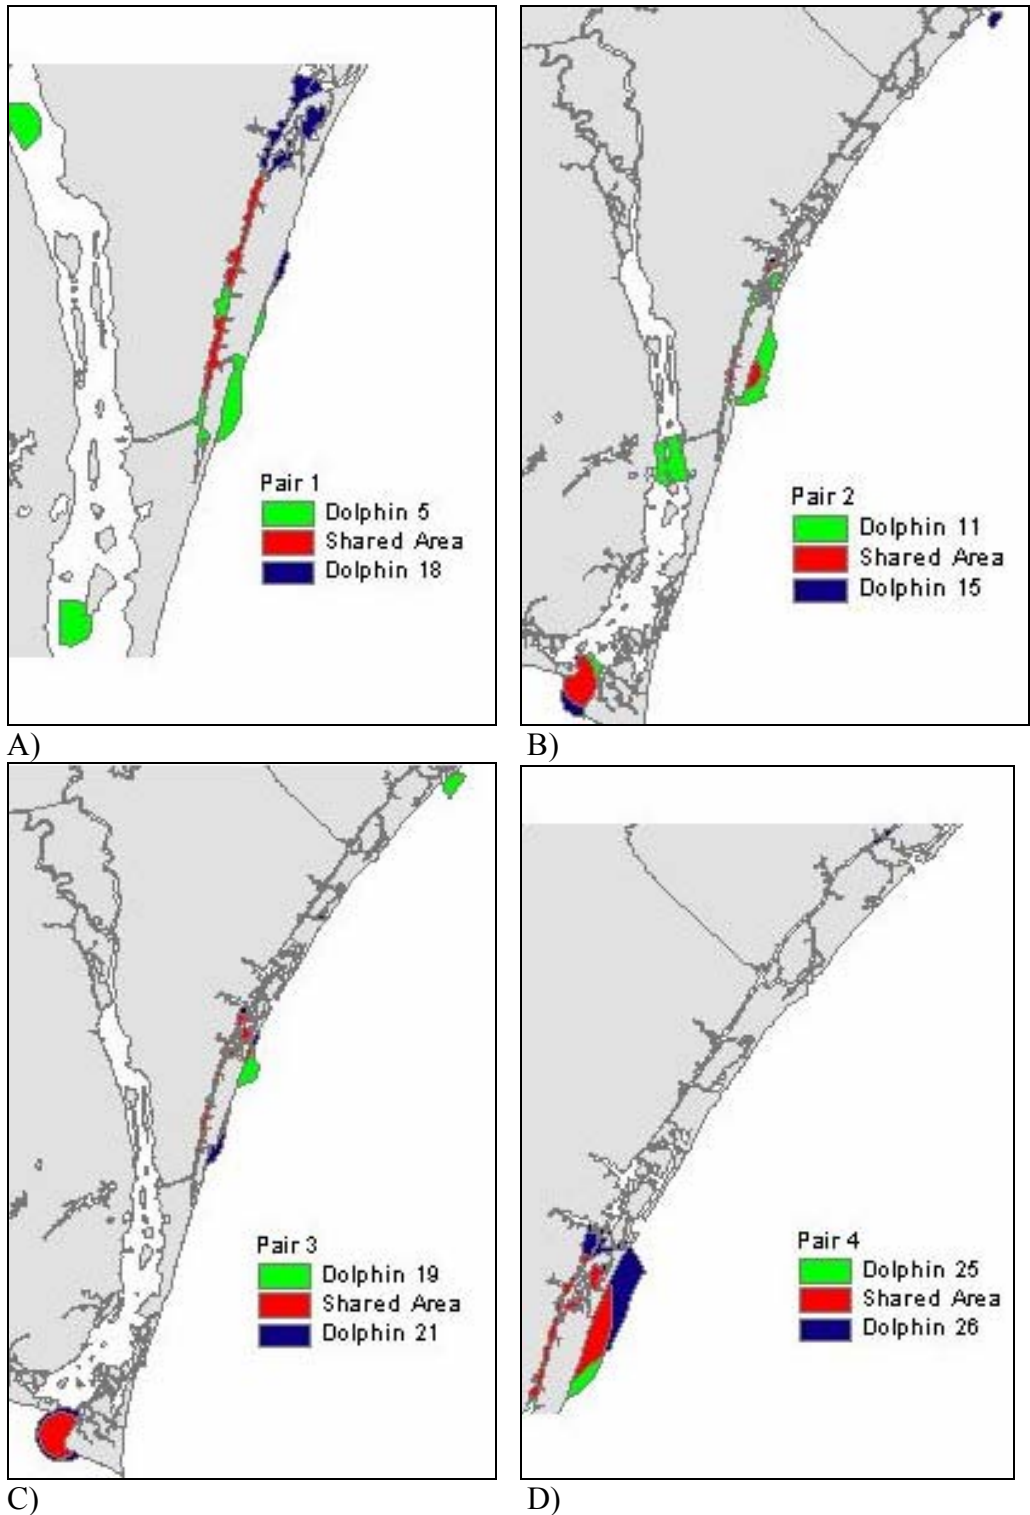 Pair 1
Dolphin 5
Shared Area
Dolphin 18
A)
Pair 2
Dolphin 11
Shared Area
Dolphin 15
B)
Pair 3
Dolphin 19
Shared Area
Dolphin 21
C)
Pair 4
Dolphin 25
Shared Area
Dolphin 26
D)